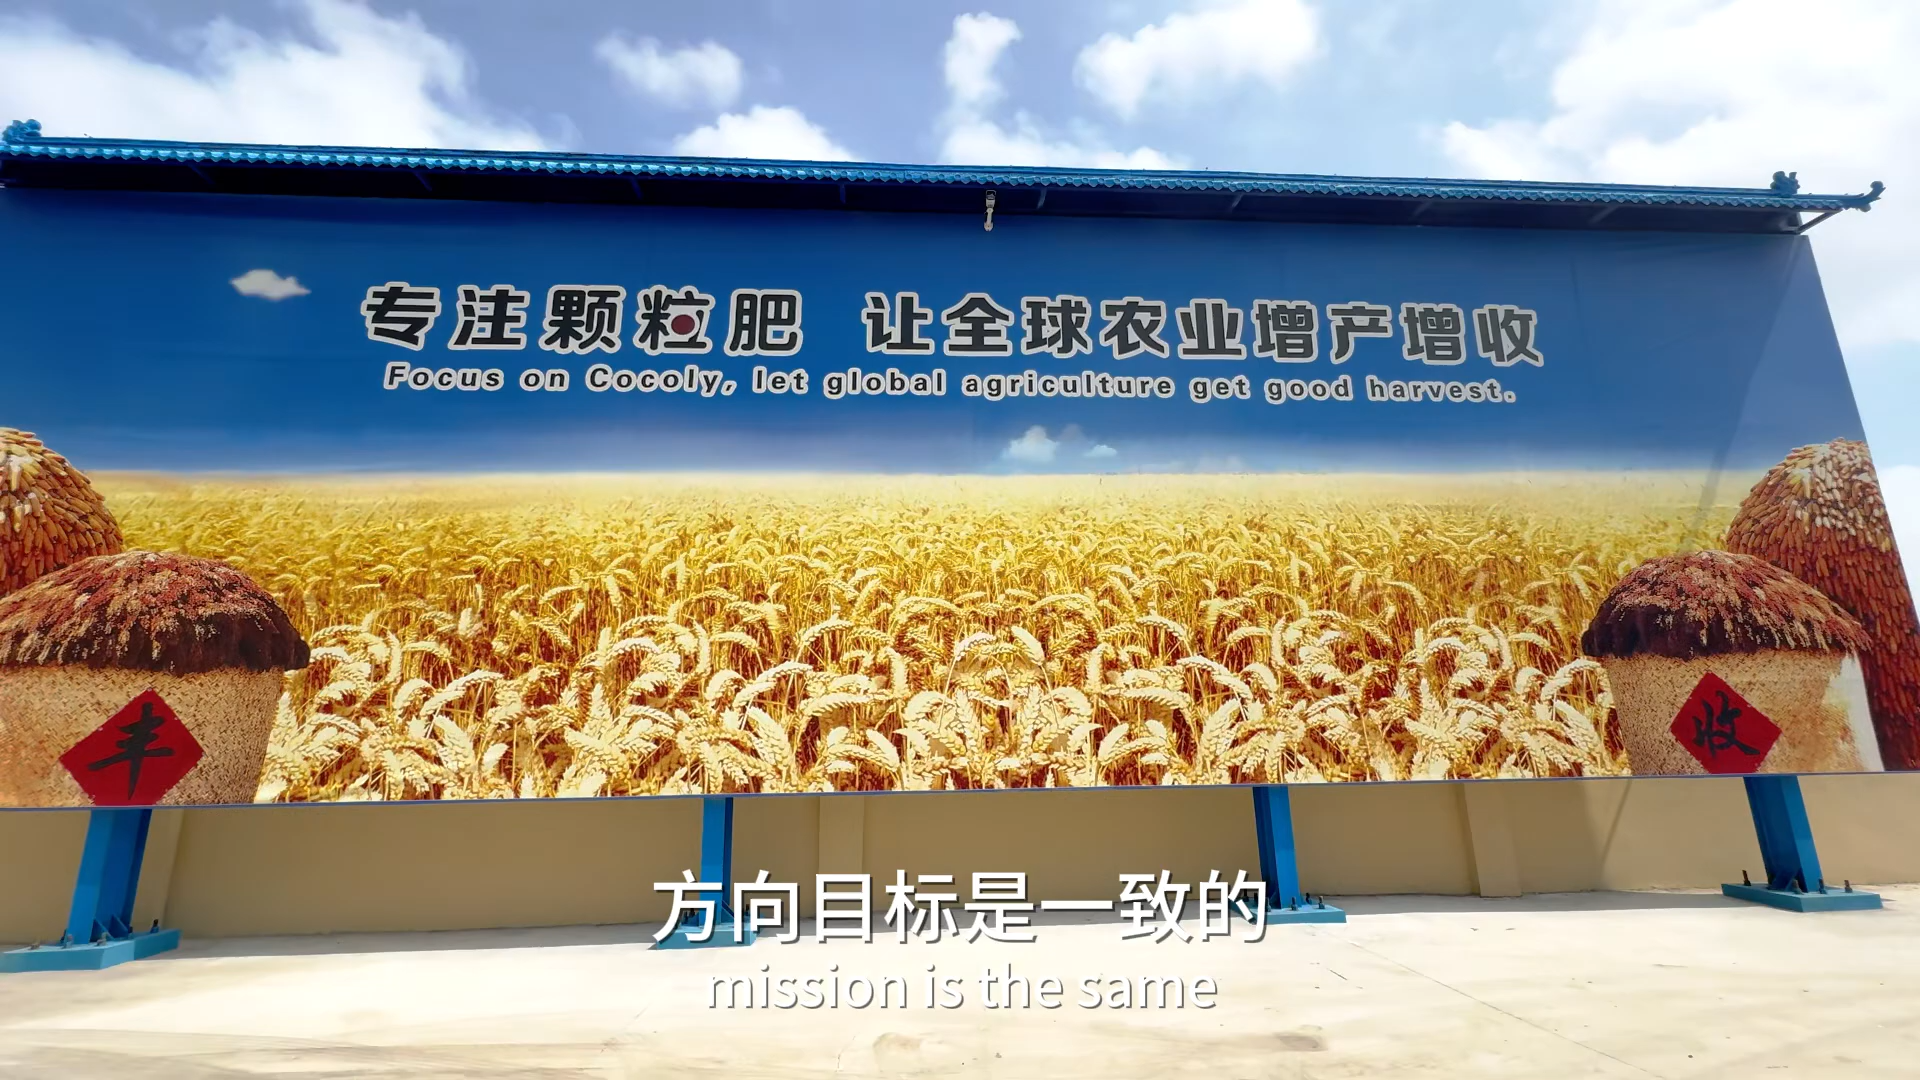 专注颗粒肥 让全球农业增产增收
Focus on Cocoly, let global agriculture get good harvest.
丰
收
方向目标是一致的
mission is the same